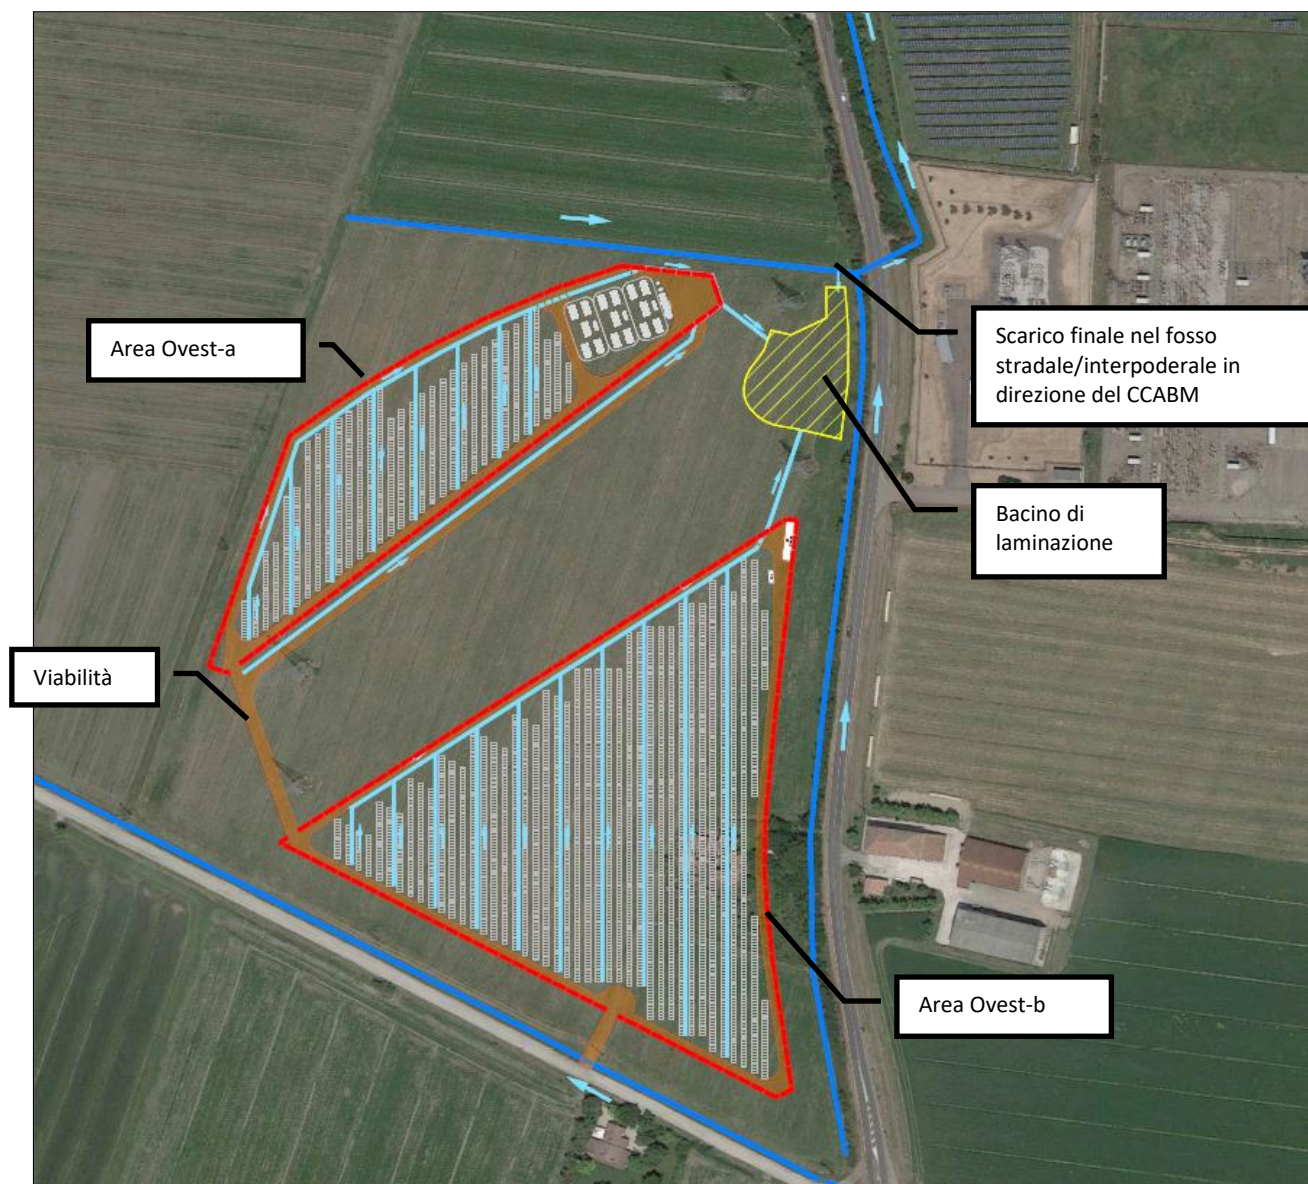 Area Ovest-a
Scarico finale nel fosso
stradale/interpoderale in
direzione del CCABM
Bacino di
laminazione
Viabilità
Area Ovest-b